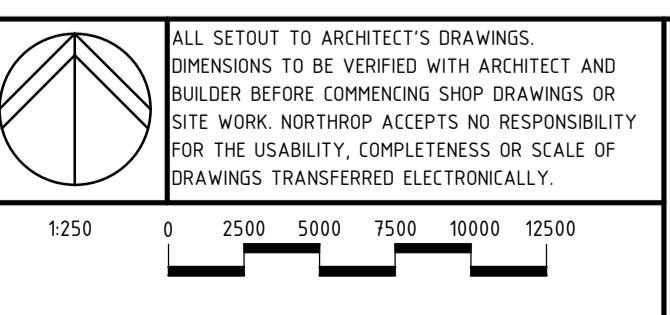 ALL SETOUT TO ARCHITECT'S DRAWINGS.
DIMENSIONS TO BE VERIFIED WITH ARCHITECT AND
BUILDER BEFORE COMMENCING SHOP DRAWINGS OR
SITE WORK. NORTHROP ACCEPTS NO RESPONSIBILITY
FOR THE USABILITY, COMPLETENESS OR SCALE OF
DRAWINGS TRANSFERRED ELECTRONICALLY.
1:250 0 2500 5000 7500 10000 12500